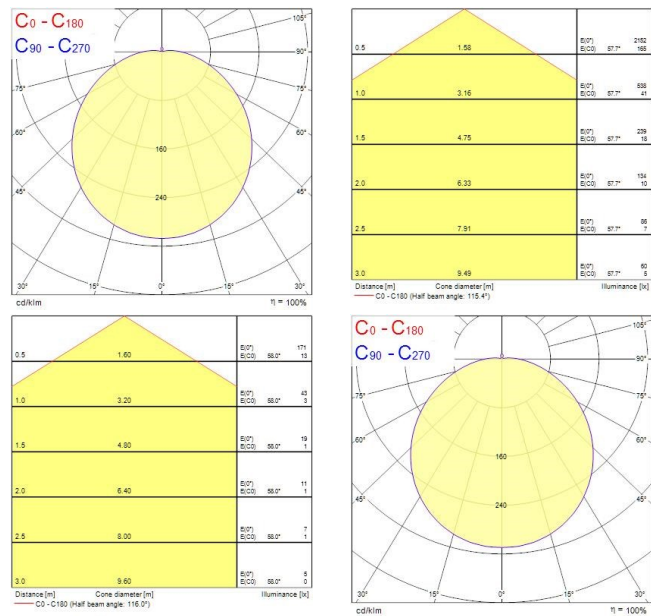 C0 - C180
C90 - C270
105°
90°
75°
60°
45°
30°
15°
0°
15°
30°
105°
90°
75°
60°
45°
160
240
cd/klm
η = 100%
0.5 1.58 E(0°) 2152
E(C0) 57.7° 165
1.0 3.16 E(0°) 538
E(C0) 57.7° 41
1.5 4.75 E(0°) 239
E(C0) 57.7° 18
2.0 6.33 E(0°) 134
E(C0) 57.7° 10
2.5 7.91 E(0°) 86
E(C0) 57.7° 7
3.0 9.49 E(0°) 60
E(C0) 57.7° 5
Distance [m] Cone diameter [m] Illuminance [lx]
C0 - C180 (Half beam angle: 115.4°)
0.5 1.60 E(0°) 171
E(C0) 58.0° 13
1.0 3.20 E(0°) 43
E(C0) 58.0° 3
1.5 4.80 E(0°) 19
E(C0) 58.0° 1
2.0 6.40 E(0°) 11
E(C0) 58.0° 1
2.5 8.00 E(0°) 7
E(C0) 58.0° 1
3.0 9.60 E(0°) 5
E(C0) 58.0° 0
Distance [m] Cone diameter [m] Illuminance [lx]
C0 - C180 (Half beam angle: 116.0°)
C0 - C180
C90 - C270
105°
90°
75°
60°
45°
75°
60°
45°
160
240
30°
15°
0°
15°
30°
cd/klm
η = 100%